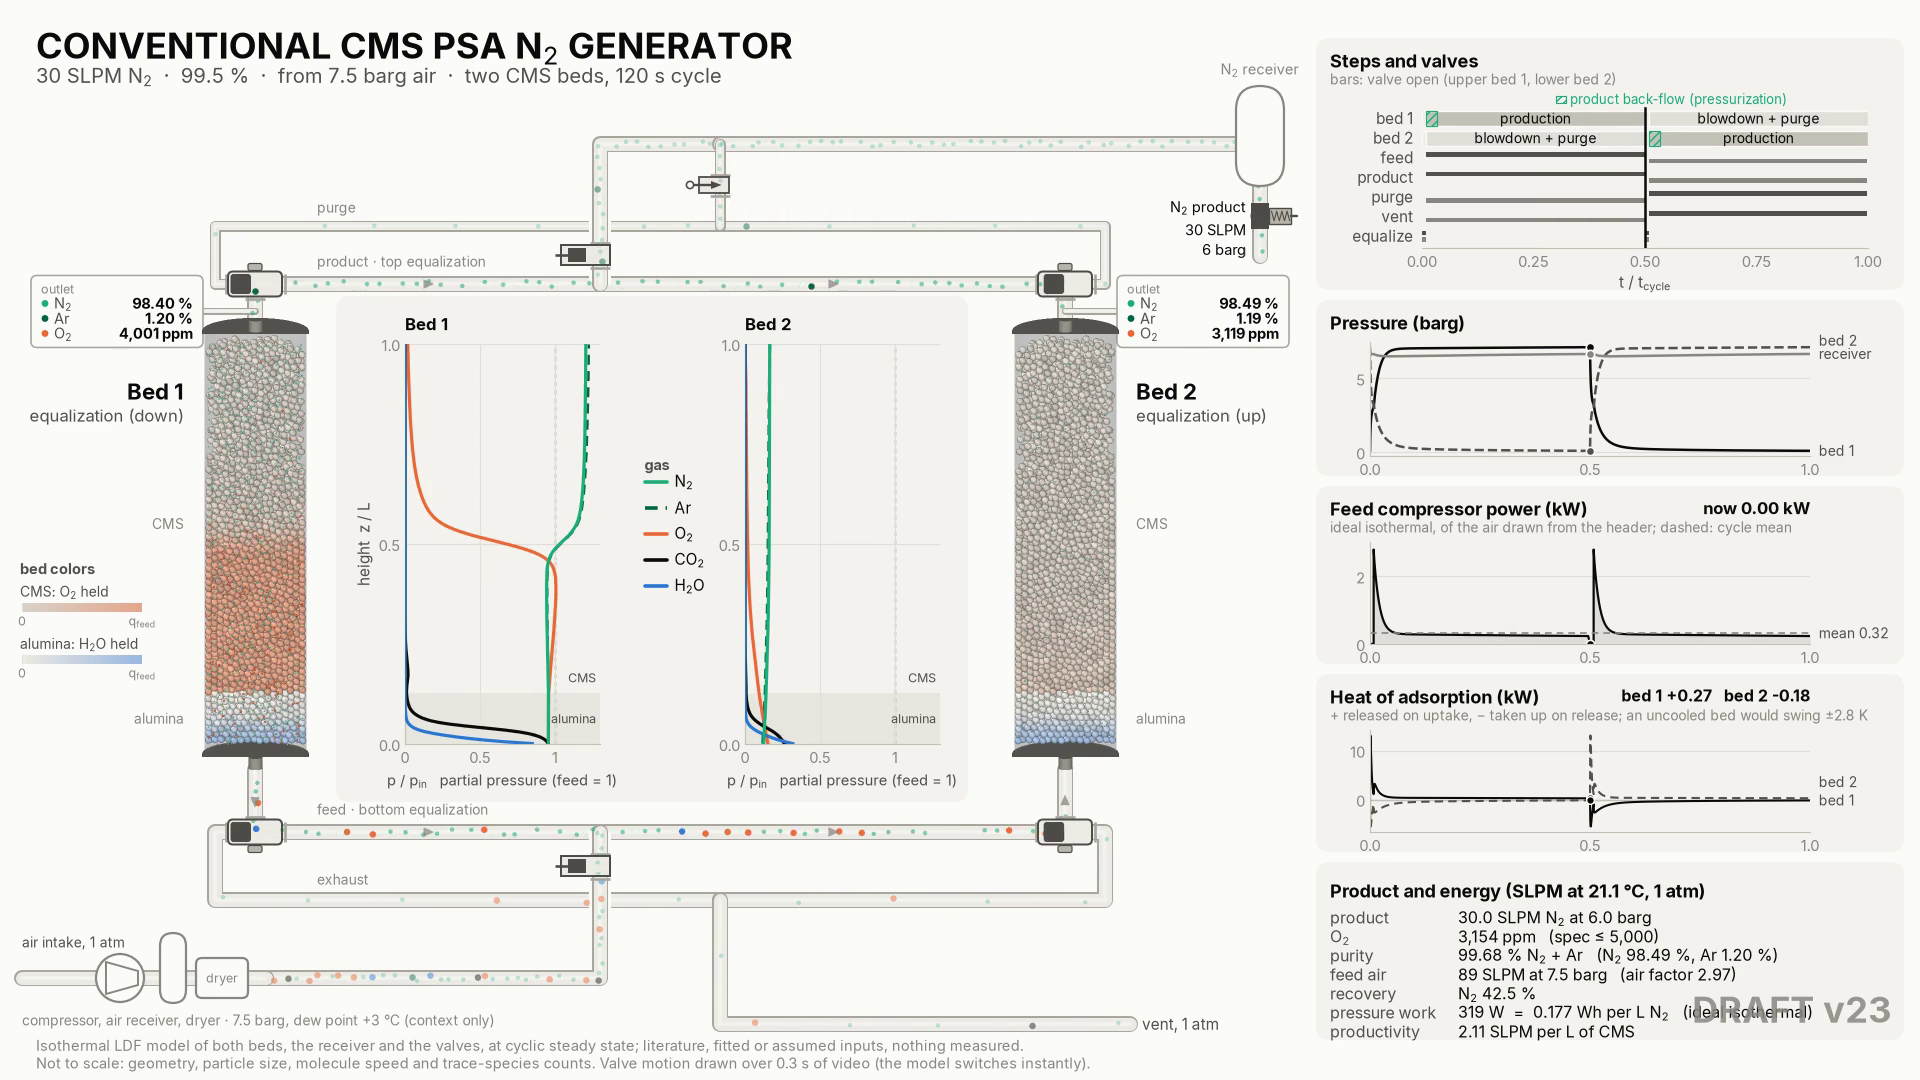 CONVENTIONAL CMS PSA N₂ GENERATOR
30 SLPM N₂ · 99.5 % · from 7.5 barg air · two CMS beds, 120 s cycle
N₂ receiver
purge
N₂ product
30 SLPM
6 barg
product · top equalization
outlet
N₂ 98.40 %
Ar 1.20 %
O₂ 4,001 ppm
outlet
N₂ 98.49 %
Ar 1.19 %
O₂ 3,119 ppm
Bed 1
equalization (down)
CMS
bed colors
CMS: O₂ held
0 q_feed
alumina: H₂O held
0 q_feed
alumina
Bed 1
1.0
0.5
0.0
height z / L
CMS
alumina
0 0.5 1
p / p_in partial pressure (feed = 1)
gas
N₂
Ar
O₂
CO₂
H₂O
Bed 2
1.0
0.5
0.0
CMS
alumina
0 0.5 1
p / p_in partial pressure (feed = 1)
Bed 2
equalization (up)
CMS
alumina
feed · bottom equalization
exhaust
air intake, 1 atm
dryer
compressor, air receiver, dryer · 7.5 barg, dew point +3 °C (context only)
vent, 1 atm
Isothermal LDF model of both beds, the receiver and the valves, at cyclic steady state; literature, fitted or assumed inputs, nothing measured.
Not to scale: geometry, particle size, molecule speed and trace-species counts. Valve motion drawn over 0.3 s of video (the model switches instantly).
Steps and valves
bars: valve open (upper bed 1, lower bed 2)
product back-flow (pressurization)
bed 1 production blowdown + purge
bed 2 blowdown + purge production
feed
product
purge
vent
equalize
0.00 0.25 0.50 0.75 1.00
t / t_cycle
Pressure (barg)
bed 2
receiver
5
0
bed 1
0.0 0.5 1.0
Feed compressor power (kW) now 0.00 kW
ideal isothermal, of the air drawn from the header; dashed: cycle mean
2
0
mean 0.32
0.0 0.5 1.0
Heat of adsorption (kW) bed 1 +0.27 bed 2 -0.18
+ released on uptake, − taken up on release; an uncooled bed would swing ±2.8 K
10
0
bed 2
bed 1
0.0 0.5 1.0
Product and energy (SLPM at 21.1 °C, 1 atm)
product 30.0 SLPM N₂ at 6.0 barg
O₂ 3,154 ppm (spec ≤ 5,000)
purity 99.68 % N₂ + Ar (N₂ 98.49 %, Ar 1.20 %)
feed air 89 SLPM at 7.5 barg (air factor 2.97)
recovery N₂ 42.5 %
pressure work 319 W = 0.177 Wh per L N₂ (ideal isothermal)
productivity 2.11 SLPM per L of CMS
DRAFT v23